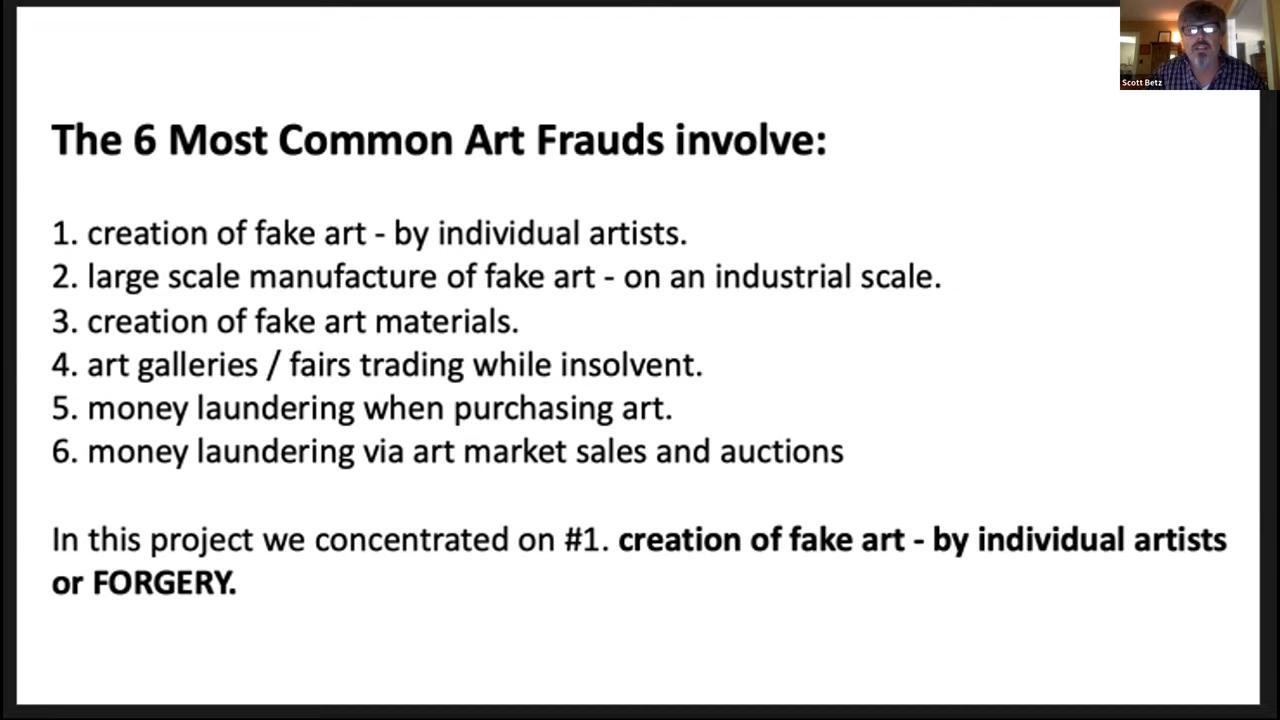 Scott Betz
The 6 Most Common Art Frauds involve:
1. creation of fake art - by individual artists.
2. large scale manufacture of fake art - on an industrial scale.
3. creation of fake art materials.
4. art galleries / fairs trading while insolvent.
5. money laundering when purchasing art.
6. money laundering via art market sales and auctions
In this project we concentrated on #1. creation of fake art - by individual artists
or FORGERY.